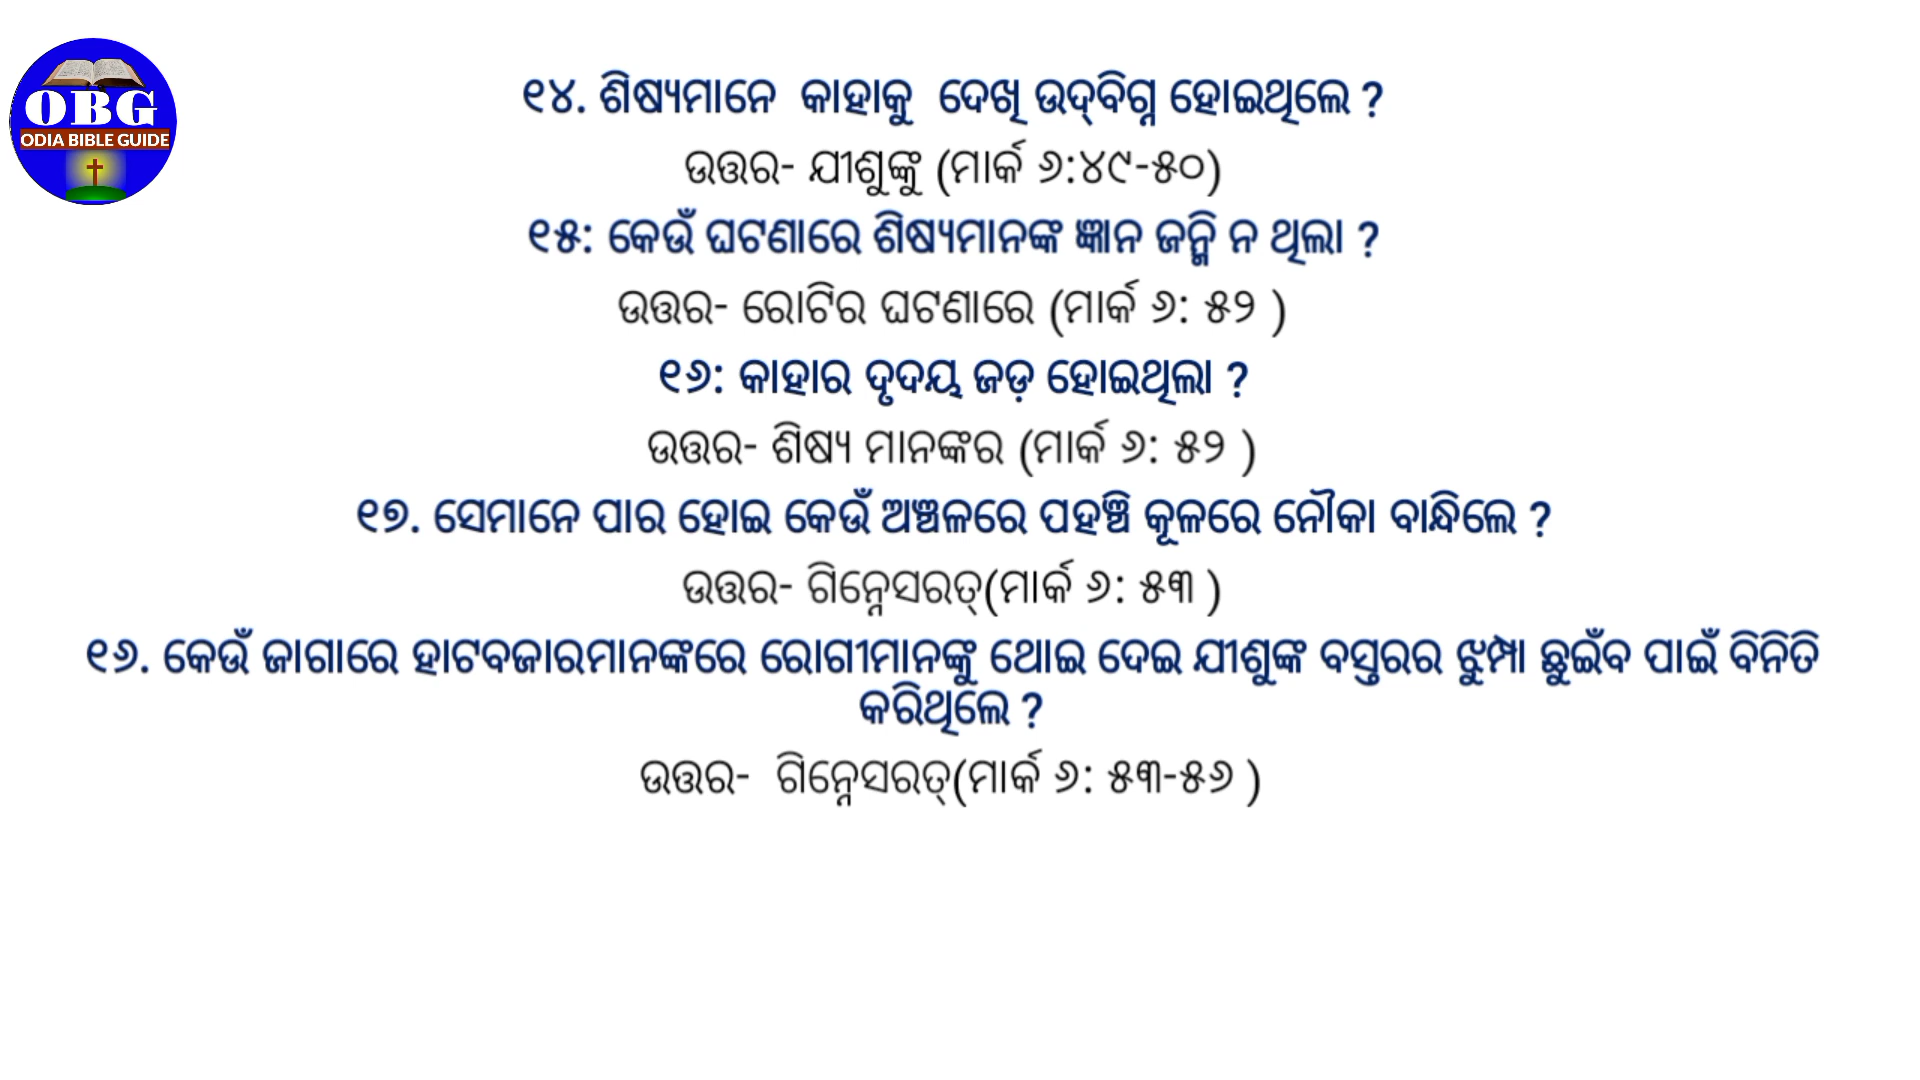 OBG
ODIA BIBLE GUIDE
୧୪. ଶିଷ୍ୟମାନେ କାହାକୁ ଦେଖି ଉଦ୍‌ବିଗ୍ନ ହୋଇଥିଲେ ?
ଉତ୍ତର- ଯୀଶୁଙ୍କୁ (ମାର୍କ ୬:୪୯-୫୦)
୧୫: କେଉଁ ଘଟଣାରେ ଶିଷ୍ୟମାନଙ୍କ ଜ୍ଞାନ ଜନ୍ମି ନ ଥିଲା ?
ଉତ୍ତର- ରୋଟିର ଘଟଣାରେ (ମାର୍କ ୬: ୫୨ )
୧୬: କାହାର ଦୃଦୟ ଜଡ଼ ହୋଇଥିଲା ?
ଉତ୍ତର- ଶିଷ୍ୟ ମାନଙ୍କର (ମାର୍କ ୬: ୫୨ )
୧୭. ସେମାନେ ପାର ହୋଇ କେଉଁ ଅଞ୍ଚଳରେ ପହଞ୍ଚି କୂଳରେ ନୌକା ବାନ୍ଧିଲେ ?
ଉତ୍ତର- ଗିନ୍ନେସରତ୍(ମାର୍କ ୬: ୫୩ )
୧୬. କେଉଁ ଜାଗାରେ ହାଟବଜାରମାନଙ୍କରେ ରୋଗୀମାନଙ୍କୁ ଥୋଇ ଦେଇ ଯୀଶୁଙ୍କ ବସ୍ତ୍ରର ଝୁମ୍ପା ଛୁଇଁବ ପାଇଁ ବିନିତି
କରିଥିଲେ ?
ଉତ୍ତର- ଗିନ୍ନେସରତ୍(ମାର୍କ ୬: ୫୩-୫୬ )